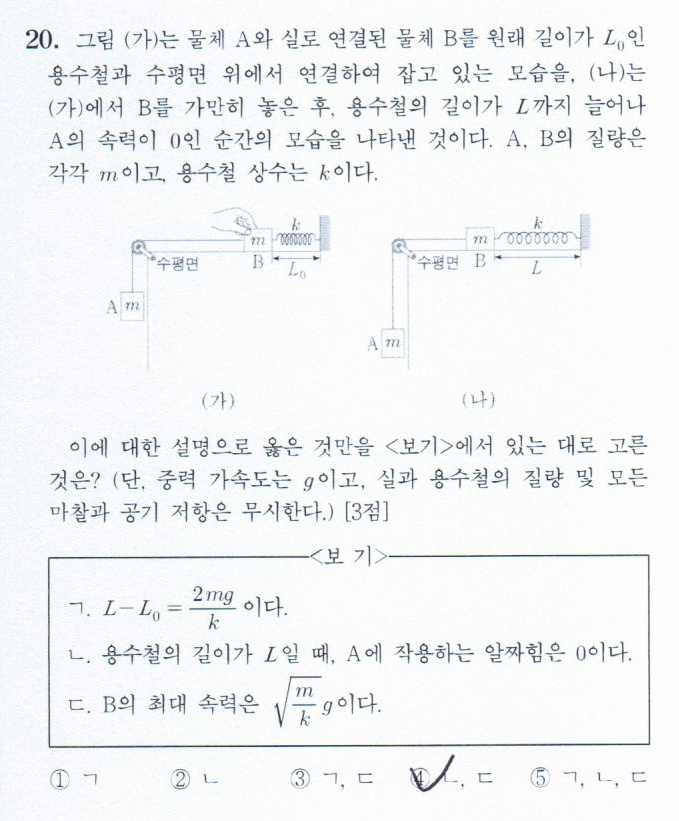 20. 그림 (가)는 물체 A와 실로 연결된 물체 B를 원래 길이가 L₀인
용수철과 수평면 위에서 연결하여 잡고 있는 모습을, (나)는
(가)에서 B를 가만히 놓은 후, 용수철의 길이가 L까지 늘어나
A의 속력이 0인 순간의 모습을 나타낸 것이다. A, B의 질량은
각각 m이고, 용수철 상수는 k이다.
k
m
수평면
B
L₀
A m
(가)
k
m
수평면
B
L
A m
(나)
이에 대한 설명으로 옳은 것만을 <보기>에서 있는 대로 고른
것은? (단, 중력 가속도는 g이고, 실과 용수철의 질량 및 모든
마찰과 공기 저항은 무시한다.) [3점]
<보 기>
ㄱ. L-L₀ = 2mg/k 이다.
ㄴ. 용수철의 길이가 L일 때, A에 작용하는 알짜힘은 0이다.
ㄷ. B의 최대 속력은 √(m/k) g이다.
① ㄱ ② ㄴ ③ ㄱ, ㄷ ④ ㄴ, ㄷ ⑤ ㄱ, ㄴ, ㄷ